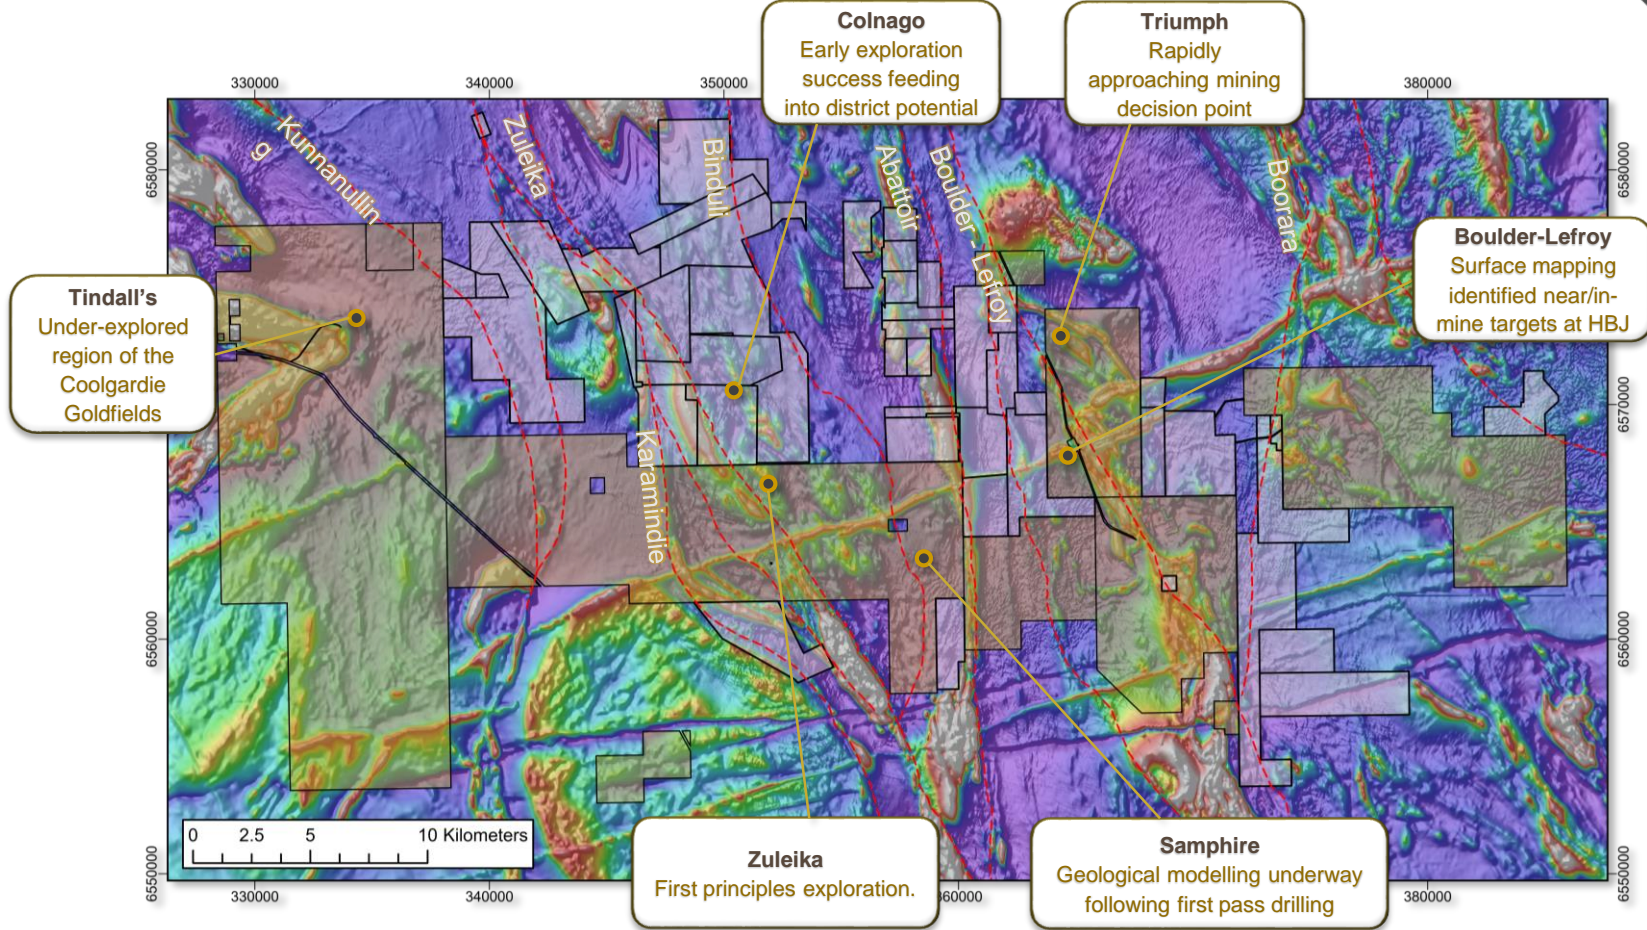 Colnago
Early exploration
success feeding
into district potential
Triumph
Rapidly
approaching mining
decision point
330000
340000
350000
380000
6580000
6580000
Kunnanullin
g
Zuleika
Binduli
Abattoir
Boulder - Lefroy
Boorara
Boulder-Lefroy
Surface mapping
identified near/in-
mine targets at HBJ
Tindall's
Under-explored
region of the
Coolgardie
Goldfields
6570000
Karamindie
6560000
6560000
0 2.5 5 10 Kilometers
6550000
6550000
Zuleika
First principles exploration.
Samphire
Geological modelling underway
following first pass drilling
330000
340000
360000
380000